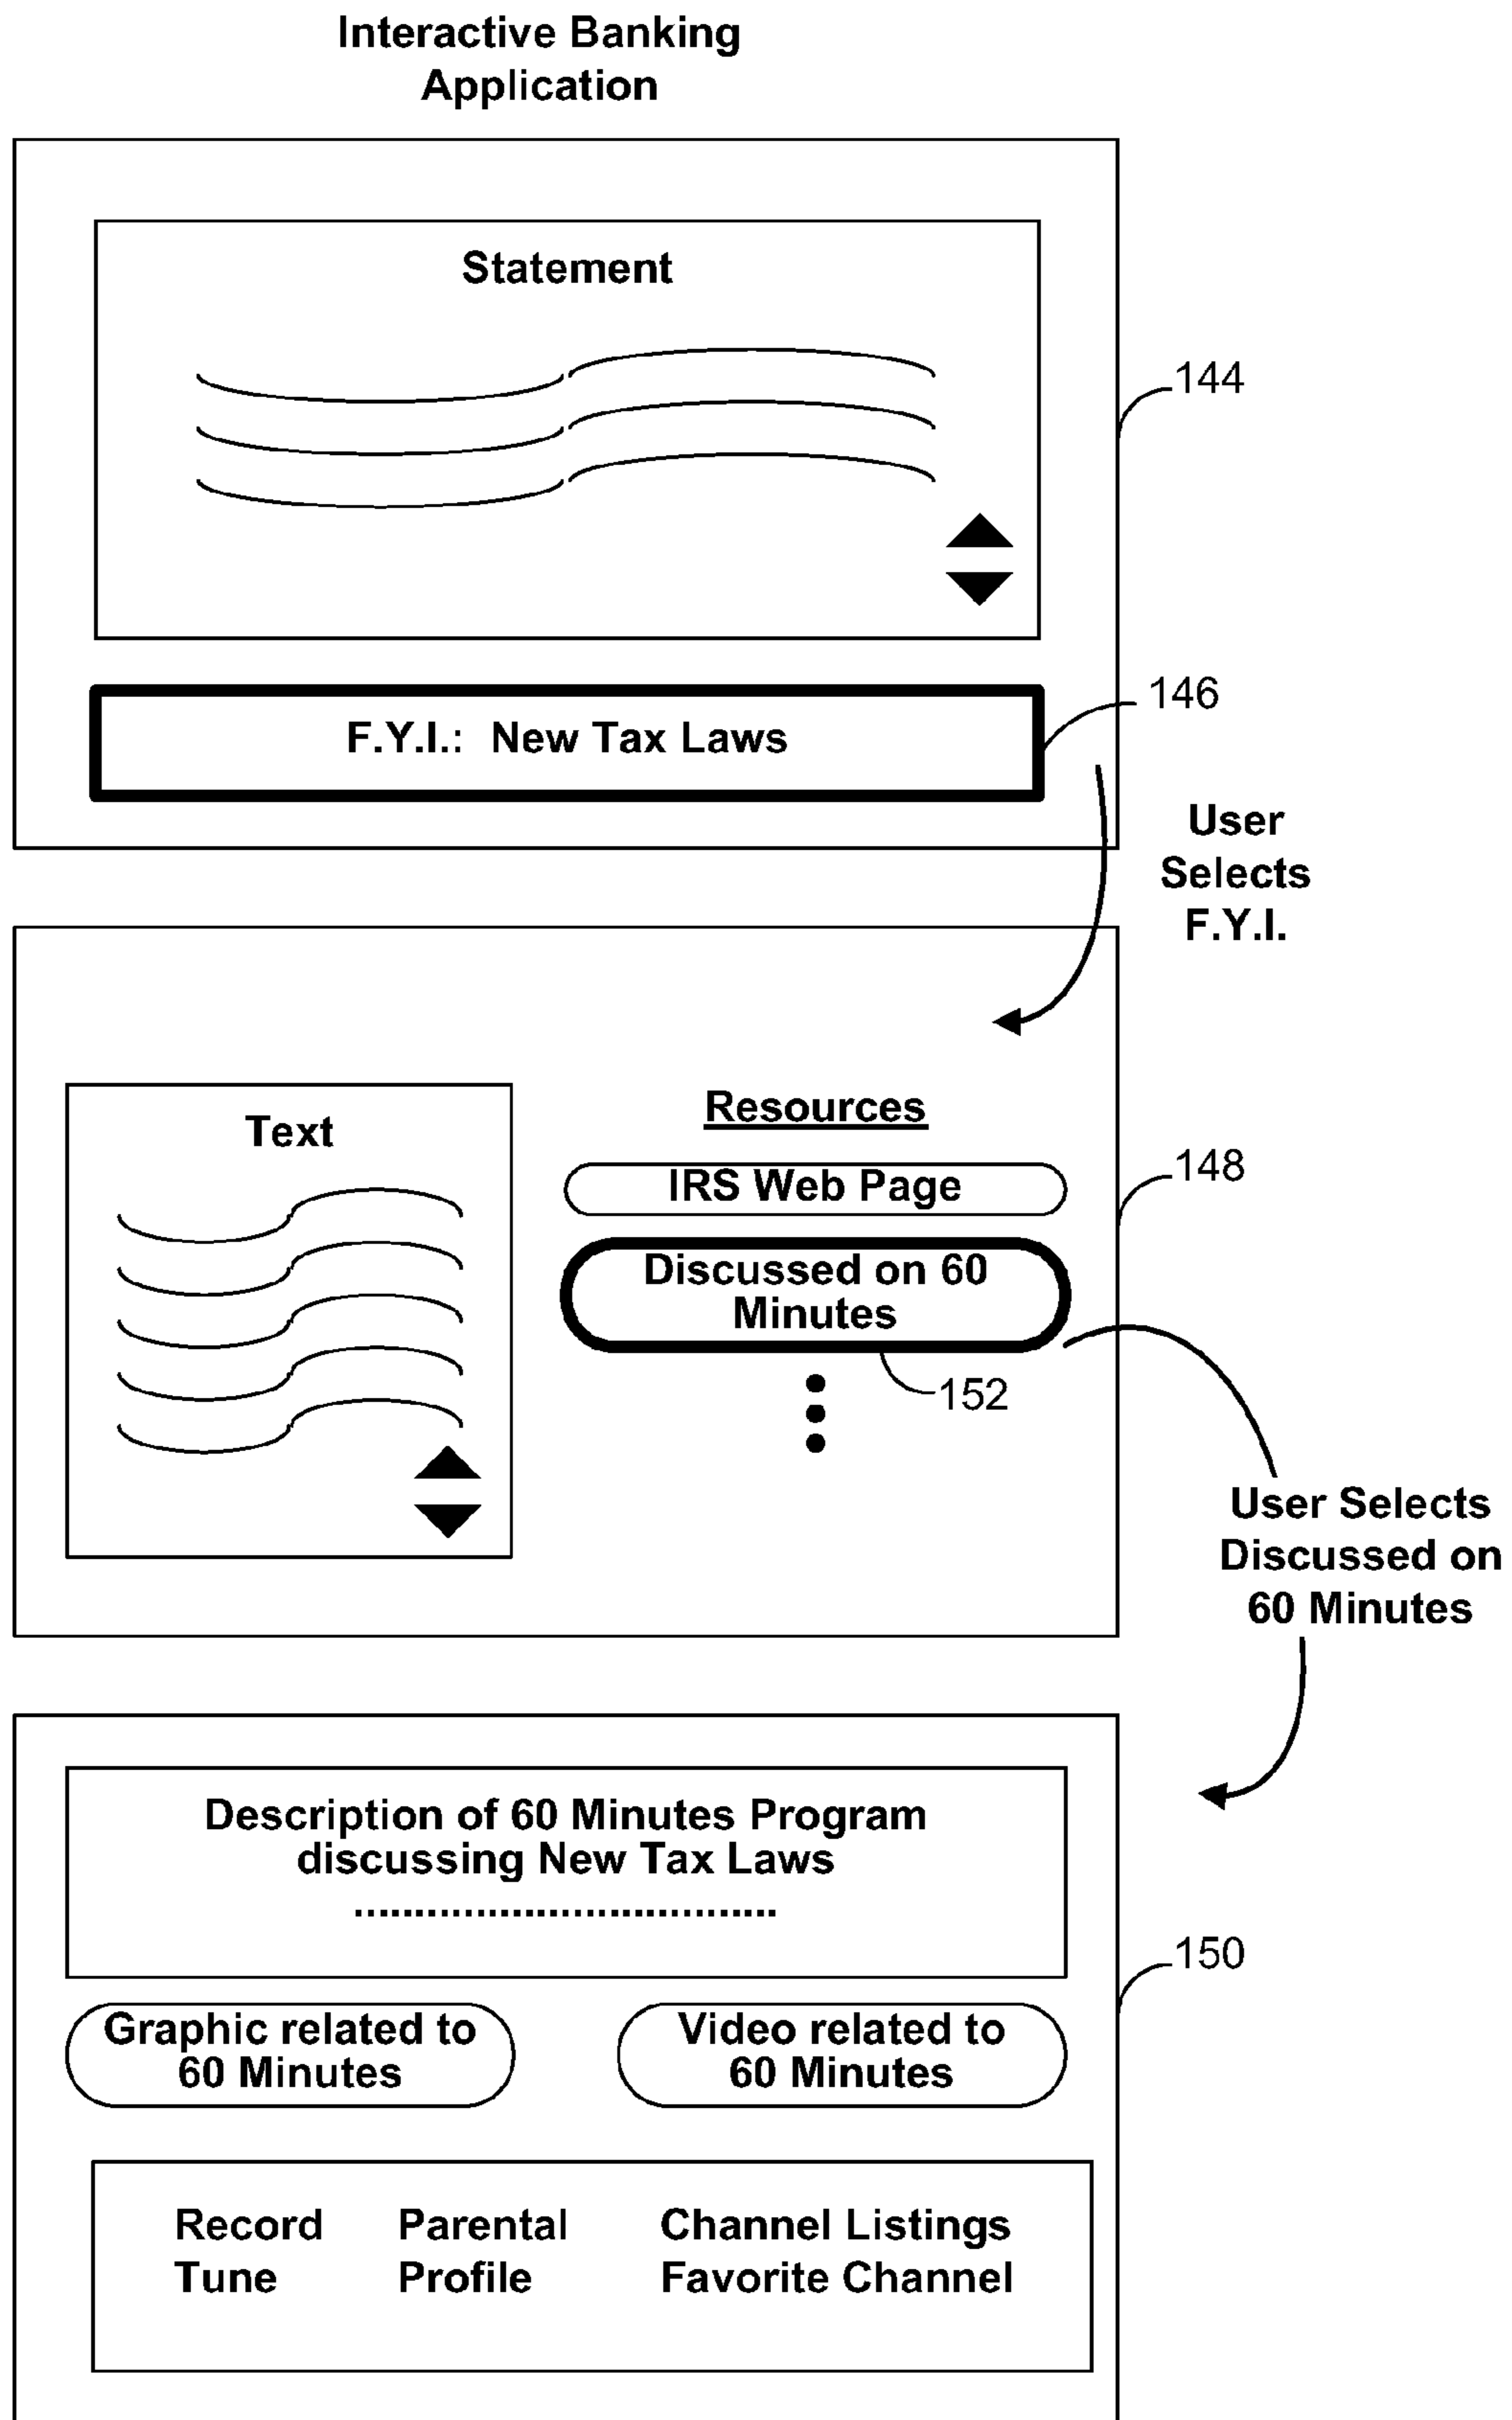 Interactive Banking
Application
Statement
144
146
F.Y.I.: New Tax Laws
User
Selects
F.Y.I.
Text
Resources
IRS Web Page
148
Discussed on 60
Minutes
152
User Selects
Discussed on
60 Minutes
Description of 60 Minutes Program
discussing New Tax Laws
150
Graphic related to
60 Minutes
Video related to
60 Minutes
Record Parental Channel Listings
Tune Profile Favorite Channel